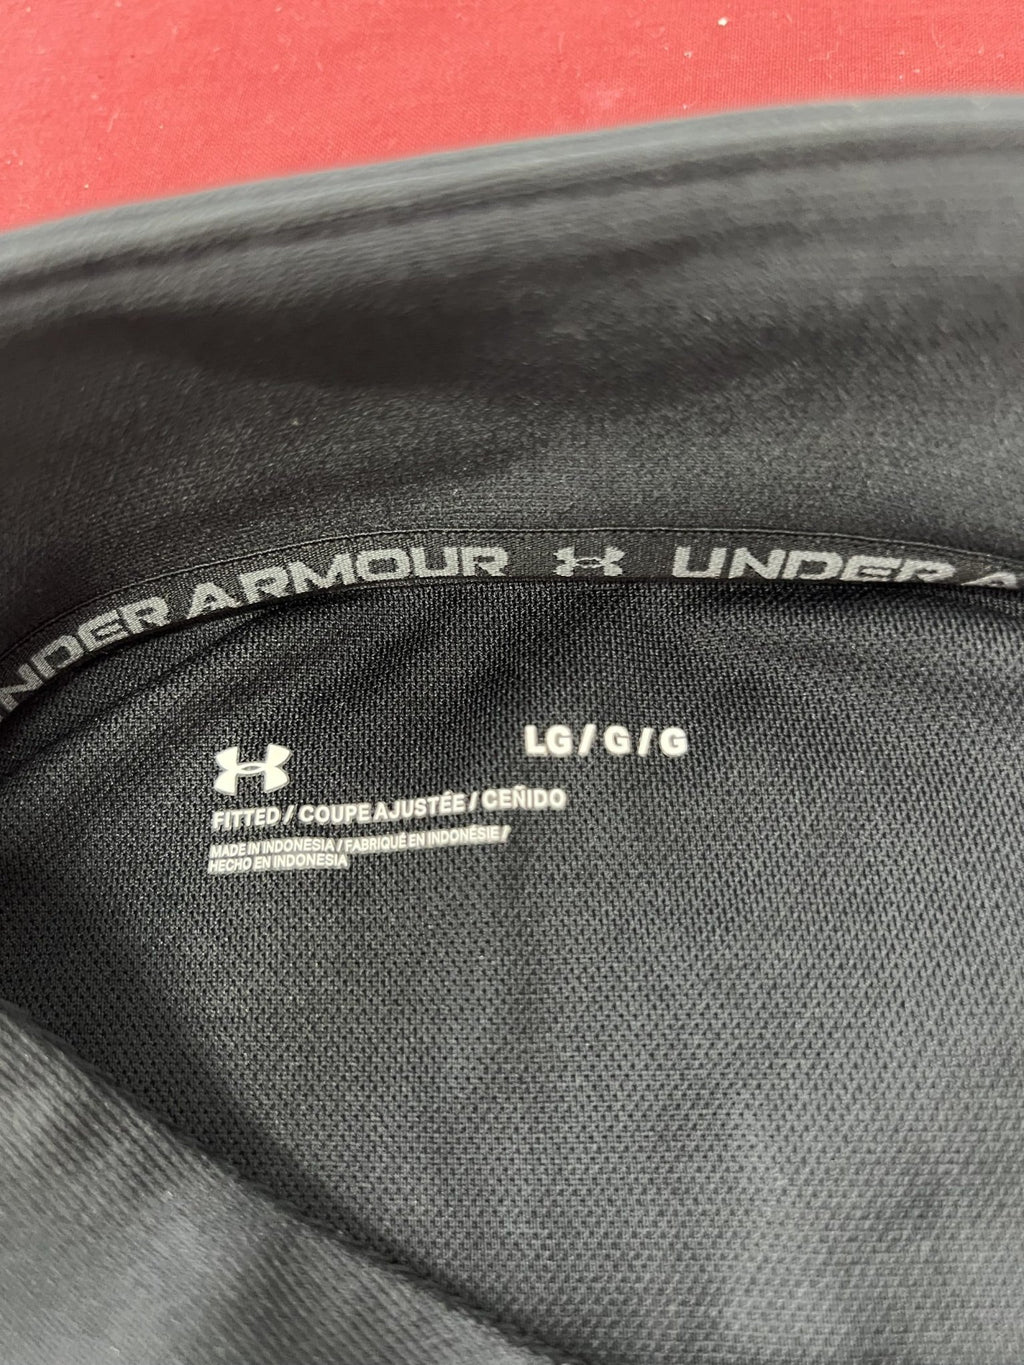 UNDER ARMOUR UNDER A
LG / G / G
FITTED / COUPE AJUSTÉE / CEÑIDO
MADE IN INDONESIA / FABRIQUÉ EN INDONÉSIE /
HECHO EN INDONESIA